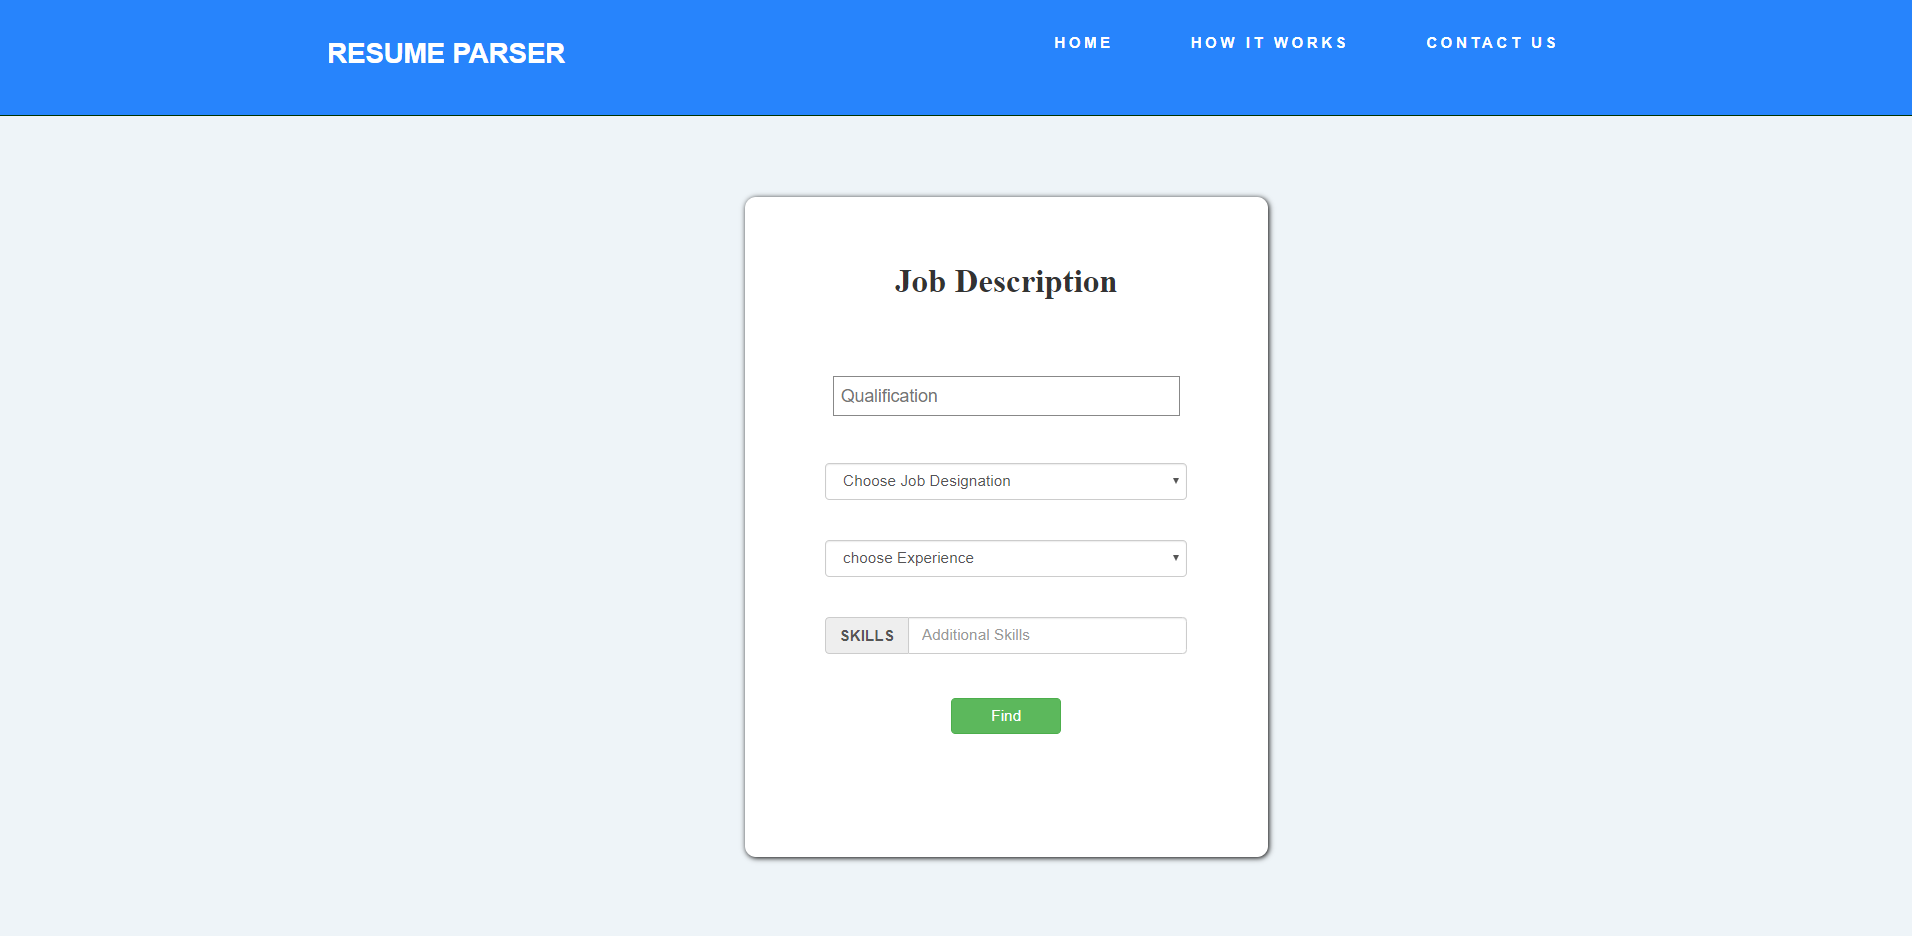 RESUME PARSER
HOME
HOW IT WORKS
CONTACT US
Job Description
Qualification
Choose Job Designation
choose Experience
SKILLS Additional Skills
Find